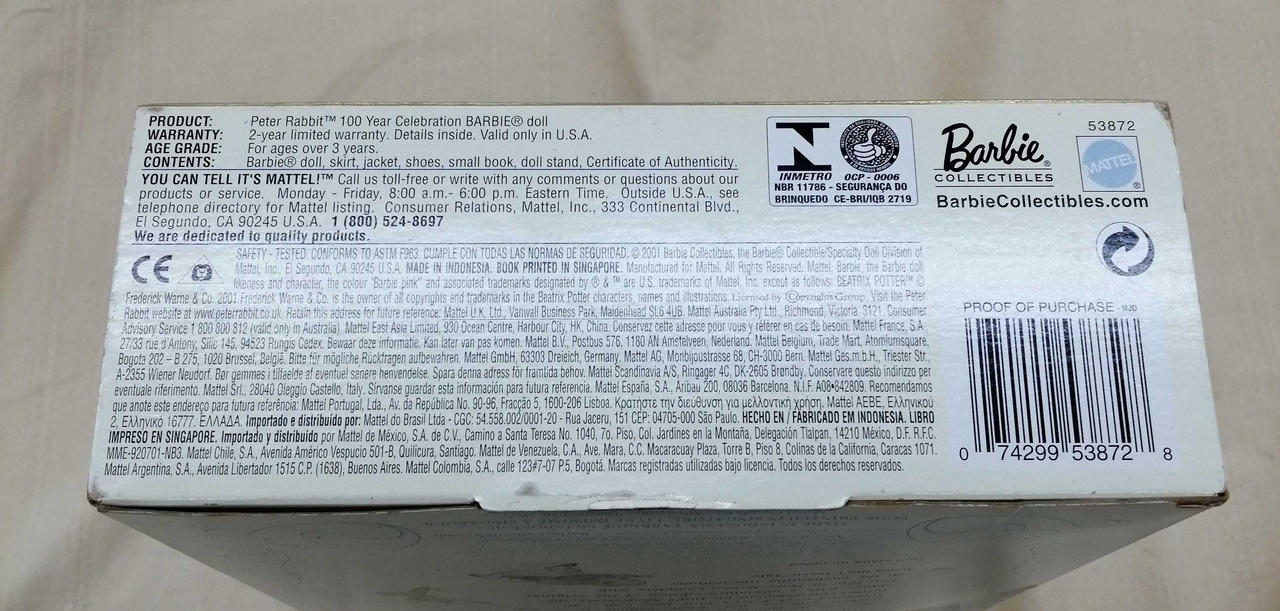 PRODUCT: Peter Rabbit™ 100 Year Celebration BARBIE® doll
WARRANTY: 2-year limited warranty. Details inside. Valid only in U.S.A.
AGE GRADE: For ages over 3 years.
CONTENTS: Barbie® doll, skirt, jacket, shoes, small book, doll stand, Certificate of Authenticity.
YOU CAN TELL IT'S MATTEL!™ Call us toll-free or write with any comments or questions about our
products or service. Monday - Friday, 8:00 a.m.- 6:00 p.m. Eastern Time. Outside U.S.A., see
telephone directory for Mattel listing. Consumer Relations, Mattel, Inc., 333 Continental Blvd.,
El Segundo, CA 90245 U.S.A. 1 (800) 524-8697
We are dedicated to quality products.
INMETRO OCP - 0006
NBR 11786 - SEGURANÇA DO
BRINQUEDO CE-BRI/IQB 2719
Barbie®
COLLECTIBLES
53872
MATTEL®
BarbieCollectibles.com
CE
SAFETY - TESTED. CONFORMS TO ASTM F963. CUMPLE CON TODAS LAS NORMAS DE SEGURIDAD. © 2001 Barbie Collectibles, the Barbie® Collectible/Specialty Doll Division of
Mattel, Inc., El Segundo, CA 90245 U.S.A. MADE IN INDONESIA. BOOK PRINTED IN SINGAPORE. Manufactured for Mattel. All Rights Reserved. Mattel, Barbie, the Barbie doll
likeness and character, the colour "Barbie pink" and associated trademarks designated by ® & ™ are U.S. trademarks of Mattel, Inc. except as follows: BEATRIX POTTER™ ©
Frederick Warne & Co. 2001 Frederick Warne & Co. is the owner of all copyrights and trademarks in the Beatrix Potter characters, names and illustrations. Licensed by Copyrights Group. Visit the Peter
Rabbit website at www.peterrabbit.co.uk. Retain this address for future reference: Mattel U.K. Ltd., Vanwall Business Park, Maidenhead SL6 4UB. Mattel Australia Pty Ltd., Richmond, Victoria. 3121. Consumer
Advisory Service 1 800 800 812 (valid only in Australia). Mattel East Asia Limited, 930 Ocean Centre, Harbour City, HK, China. Conservez cette adresse pour vous y référer en cas de besoin. Mattel France, S.A.
27/33 rue d'Antony, Silic 145, 94523 Rungis Cedex. Bewaar deze informatie. Kan later van pas komen. Mattel B.V., Postbus 576, 1180 AN Amstelveen, Nederland. Mattel Belgium, Trade Mart, Atomiumsquare,
Bogota 202 – B 275, 1020 Brussel, België. Bitte für mögliche Rückfragen aufbewahren. Mattel GmbH, 63303 Dreieich, Germany. Mattel AG, Monbijoustrasse 68, CH-3000 Bern. Mattel Ges.m.b.H., Triester Str.,
A-2355 Wiener Neudorf. Bør gemmes i tilfælde af eventuel senere henvendelse. Spara denna adress för framtida behov. Mattel Scandinavia A/S, Ringager 4C, DK-2605 Brøndby. Conservare questo indirizzo per
eventuale riferimento. Mattel Srl., 28040 Oleggio Castello, Italy. Sírvanse guardar esta información para futura referencia. Mattel España, S.A., Aribau 200, 08036 Barcelona. N.I.F. A08•842809. Recomendamos
que anote este endereço para futura referência: Mattel Portugal, Lda., Av. da República No. 90-96, Fracção 5, 1600-206 Lisboa. Κρατήστε την διεύθυνση για μελλοντική χρήση. Mattel AEBE, Ελληνικού
2, Ελληνικό 16777. ΕΛΛΑΔΑ. Importado e distribuido por: Mattel do Brasil Ltda - CGC: 54.558.002/0001-20 - Rua Jaceru, 151 CEP: 04705-000 São Paulo. HECHO EN / FABRICADO EM INDONESIA. LIBRO
IMPRESO EN SINGAPORE. Importado y distribuido por Mattel de México, S.A. de C.V., Camino a Santa Teresa No. 1040, 7o. Piso, Col. Jardines en la Montaña, Delegación Tlalpan, 14210 México, D.F. R.F.C.
MME-920701-NB3. Mattel Chile, S.A., Avenida Américo Vespucio 501-B, Quilicura, Santiago. Mattel de Venezuela, C.A., Ave. Mara, C.C. Macaracuay Plaza, Torre B, Piso 8, Colinas de la California, Caracas 1071.
Mattel Argentina, S.A., Avenida Libertador 1515 C.P. (1638), Buenos Aires. Mattel Colombia, S.A., calle 123#7-07 P.5, Bogotá. Marcas registradas utilizadas bajo licencia. Todos los derechos reservados.
PROOF OF PURCHASE - MJD
0 74299 53872 8